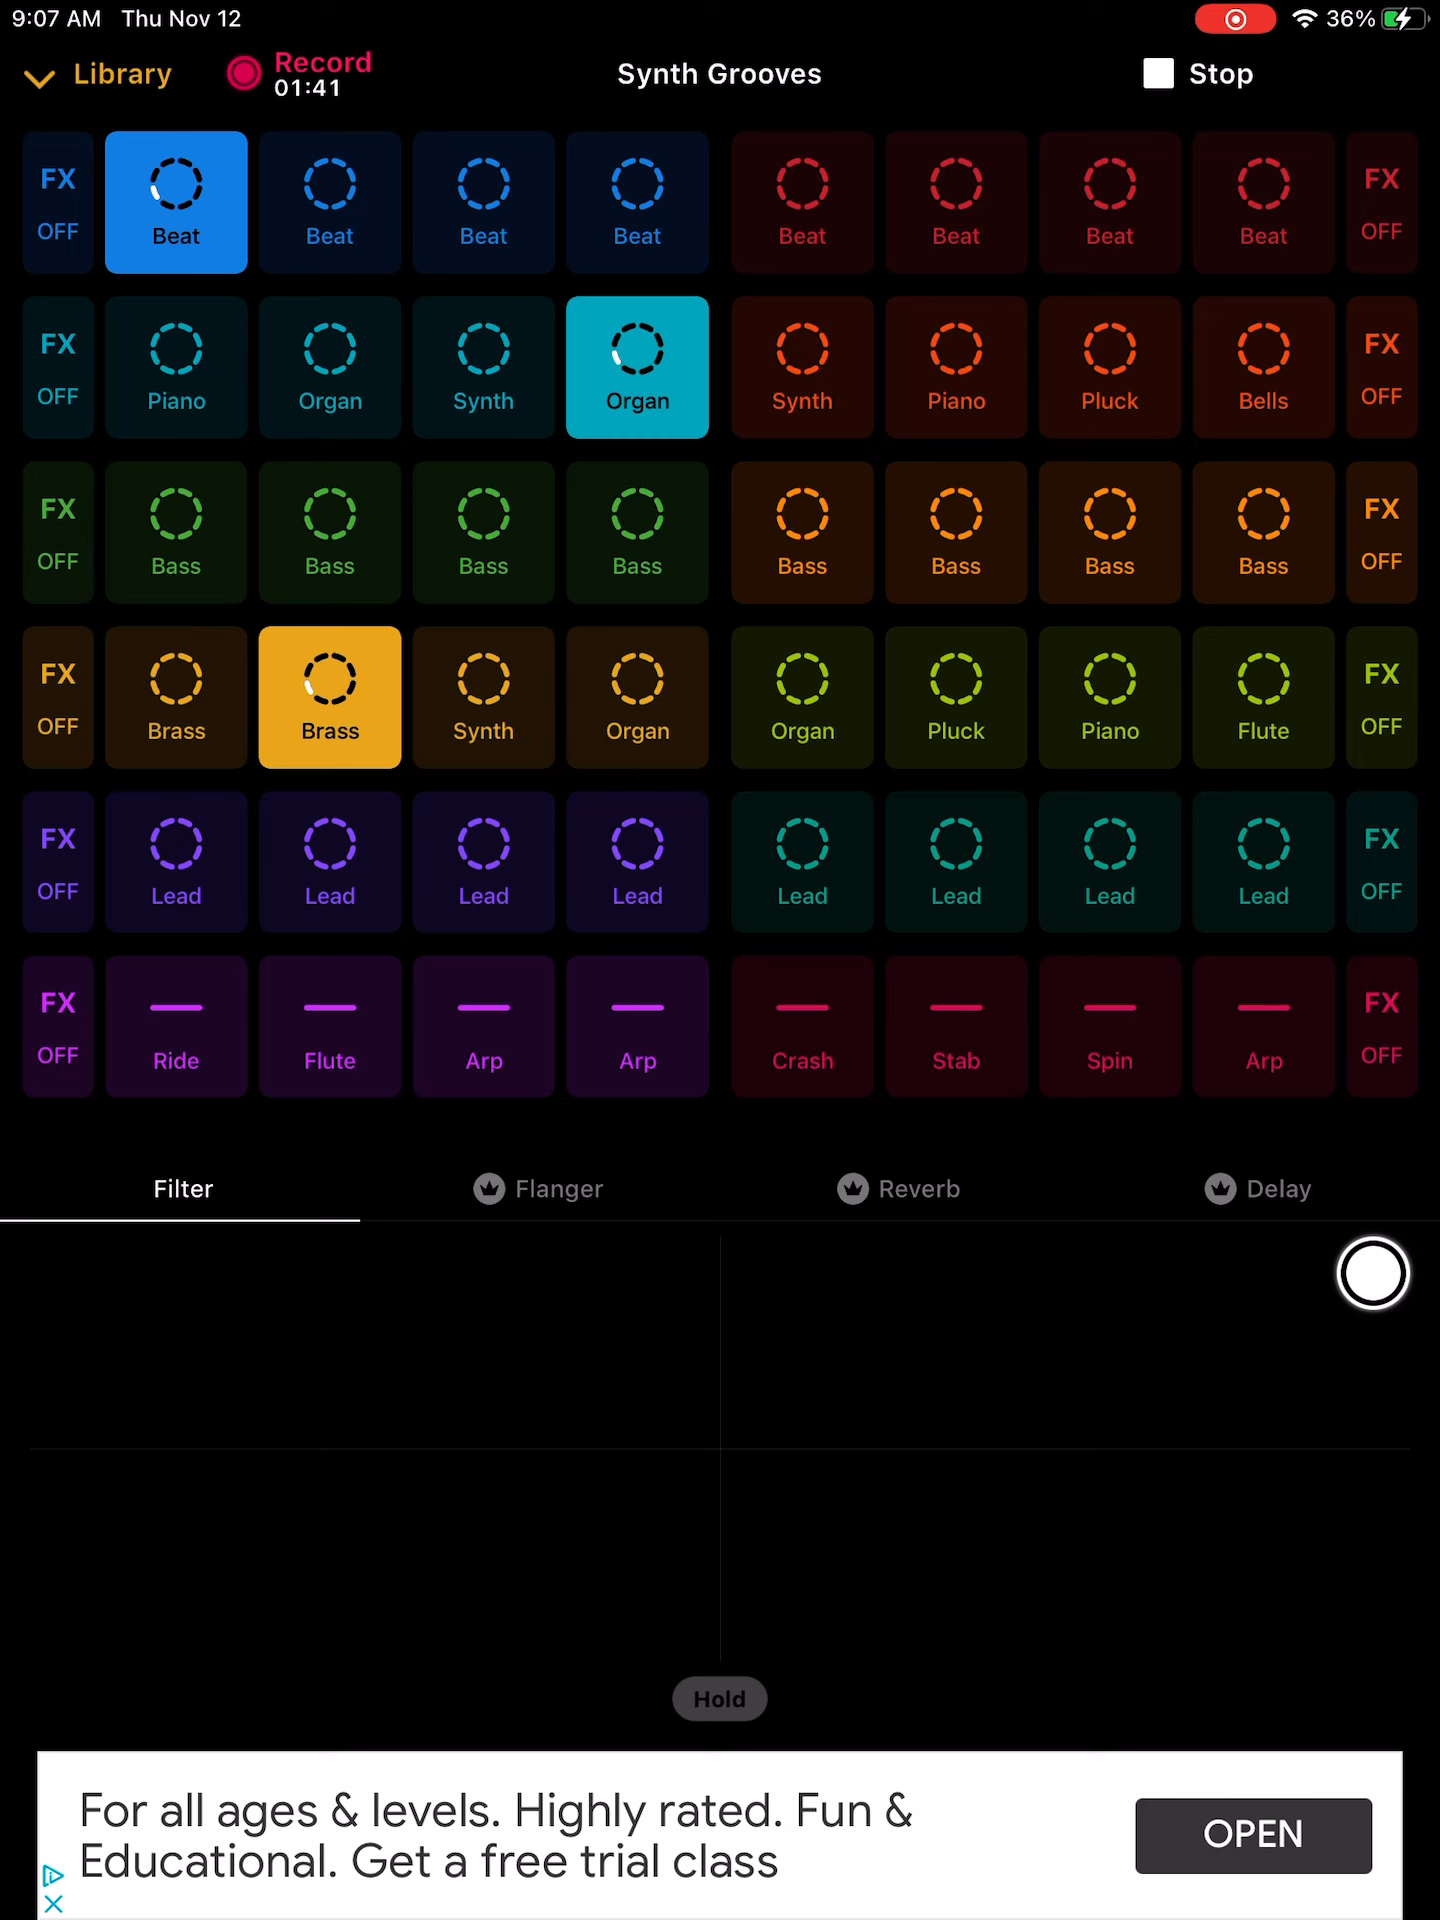 9:07 AM Thu Nov 12 36%
Library Record Synth Grooves Stop
01:41
FX Beat Beat Beat Beat Beat Beat Beat Beat FX
OFF OFF
FX Piano Organ Synth Organ Synth Piano Pluck Bells FX
OFF OFF
FX Bass Bass Bass Bass Bass Bass Bass Bass FX
OFF OFF
FX Brass Brass Synth Organ Organ Pluck Piano Flute FX
OFF OFF
FX Lead Lead Lead Lead Lead Lead Lead Lead FX
OFF OFF
FX Ride Flute Arp Arp Crash Stab Spin Arp FX
OFF OFF
Filter Flanger Reverb Delay
Hold
For all ages & levels. Highly rated. Fun &
Educational. Get a free trial class
OPEN